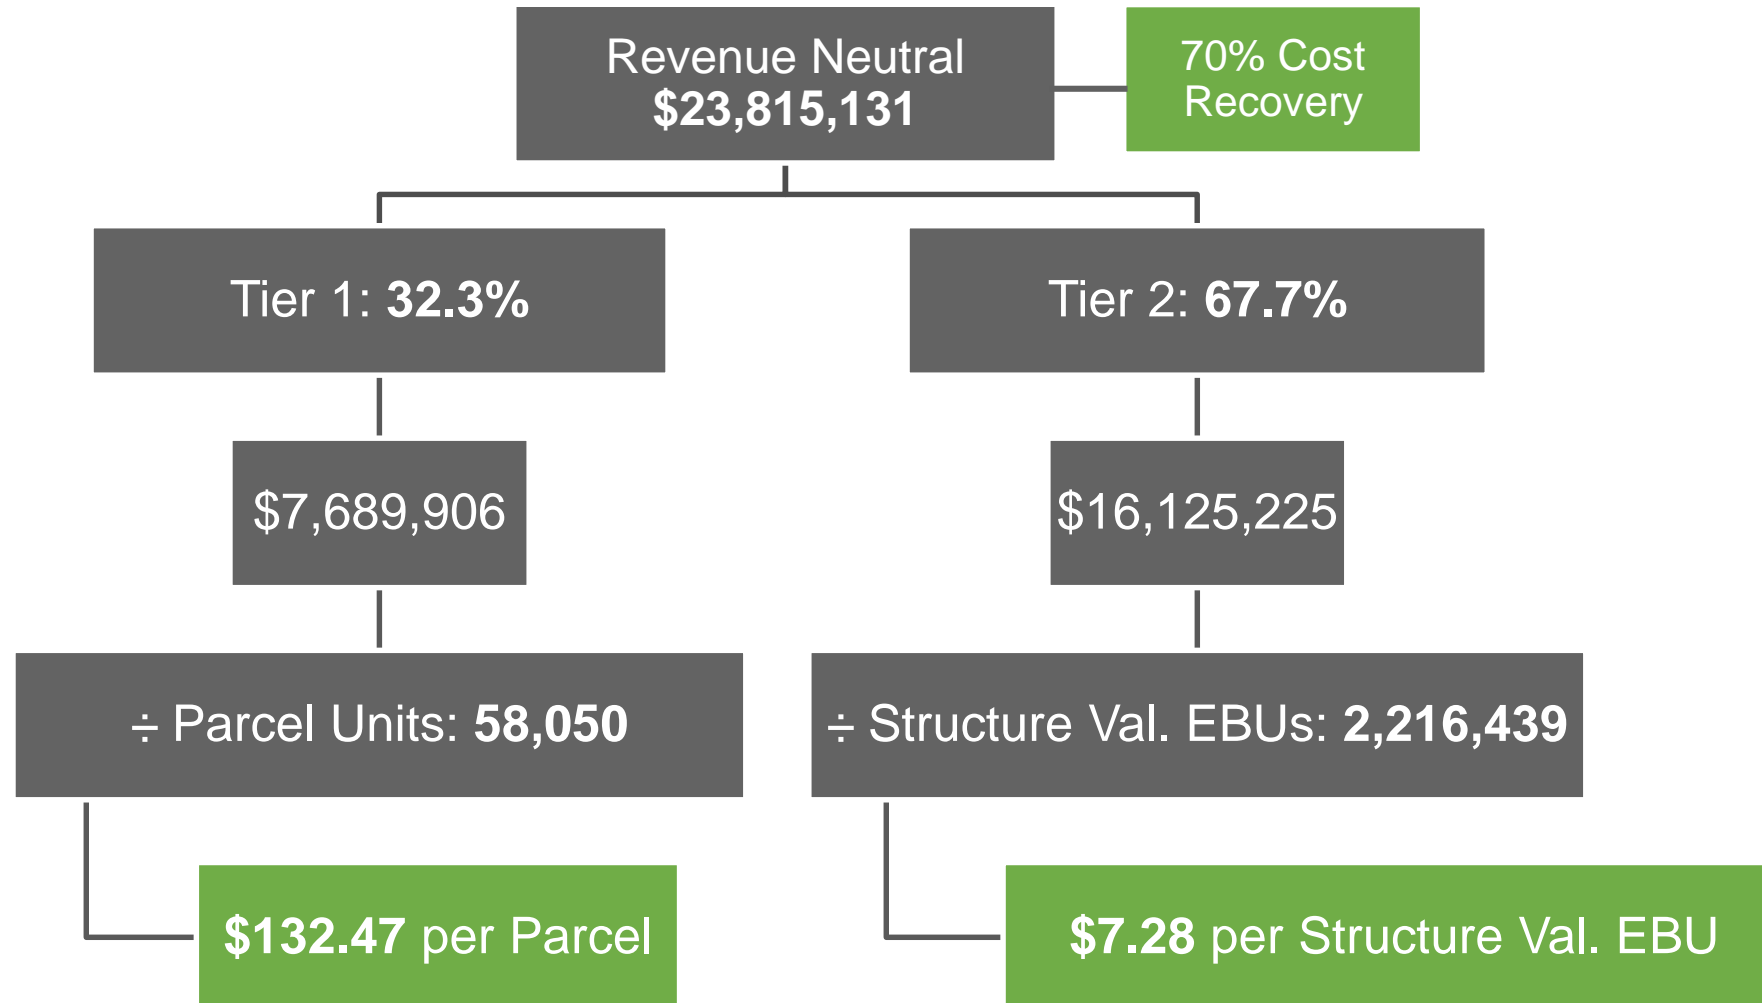 Revenue Neutral
$23,815,131
70% Cost
Recovery
Tier 1: 32.3%
Tier 2: 67.7%
$7,689,906
$16,125,225
÷ Parcel Units: 58,050
÷ Structure Val. EBUs: 2,216,439
$132.47 per Parcel
$7.28 per Structure Val. EBU